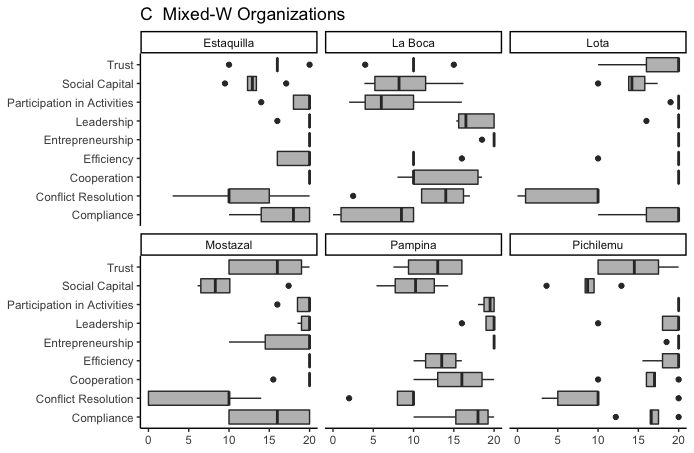 C Mixed-W Organizations
Estaquilla La Boca Lota
Trust
Social Capital
Participation in Activities
Leadership
Entrepreneurship
Efficiency
Cooperation
Conflict Resolution
Compliance
Mostazal Pampina Pichilemu
Trust
Social Capital
Participation in Activities
Leadership
Entrepreneurship
Efficiency
Cooperation
Conflict Resolution
Compliance
0 5 10 15 20 0 5 10 15 20 0 5 10 15 20